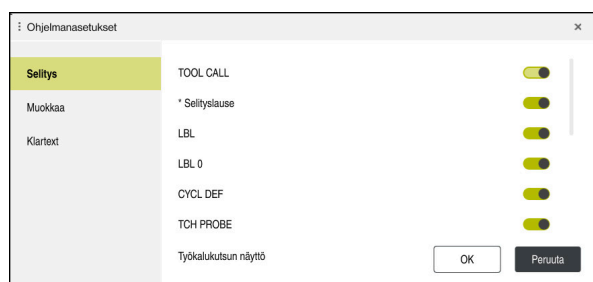 Ohjelmanasetukset
Selitys
Muokkaa
Klartext
TOOL CALL
* Selityslause
LBL
LBL 0
CYCL DEF
TCH PROBE
Työkalukutsun näyttö
OK
Peruuta